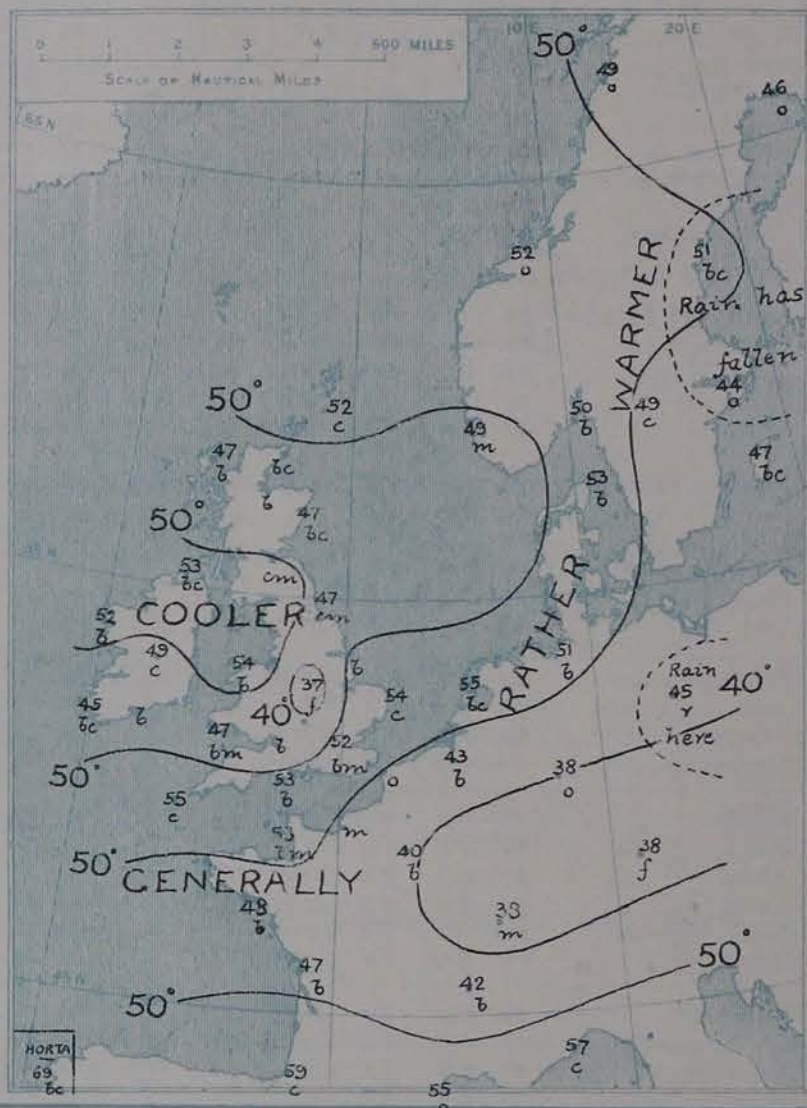 0 1 2 3 4 500 MILES
SCALE OF NAUTICAL MILES
10°E
20°E
50°
49
o
46
o
65°N
52
o
51
bc
WARMER
Rain has
fallen
44
o
50°
52
c
49
m
50
b
49
c
47
bc
47
b
bc
b
53
b
50°
47
bc
53
bc
cm
47
cm
52
b
COOLER
RATHER
49
c
54
b
37
f
b
51
b
Rain
45
r
here
40°
45
bc
b
40°
54
c
55
bc
47
bm
b
52
bm
43
b
38
o
50°
55
c
53
b
o
53
m
50°
GENERALLY
40
b
38
f
48
b
m
47
b
42
b
50°
50°
HORTA
69
bc
59
c
57
c
55